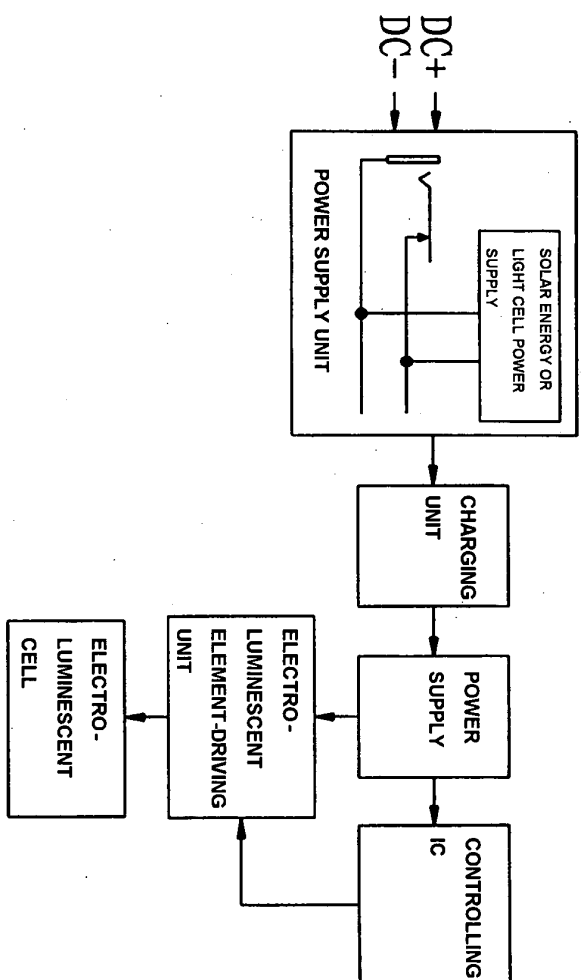 DC+
DC-
SOLAR ENERGY OR
LIGHT CELL POWER
SUPPLY
POWER SUPPLY UNIT
CHARGING
UNIT
POWER
SUPPLY
CONTROLLING
IC
ELECTRO-
LUMINESCENT
ELEMENT-DRIVING
UNIT
ELECTRO-
LUMINESCENT
CELL